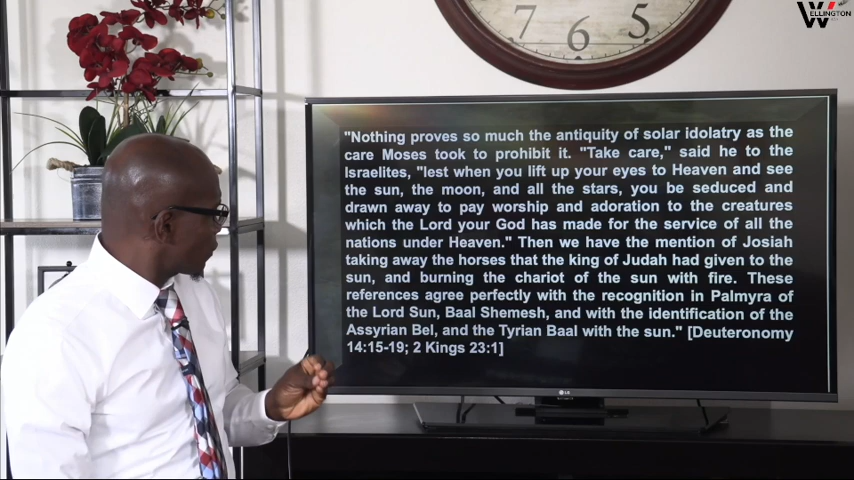 WELLINGTON
7 6 5
"Nothing proves so much the antiquity of solar idolatry as the
care Moses took to prohibit it. "Take care," said he to the
Israelites, "lest when you lift up your eyes to Heaven and see
the sun, the moon, and all the stars, you be seduced and
drawn away to pay worship and adoration to the creatures
which the Lord your God has made for the service of all the
nations under Heaven." Then we have the mention of Josiah
taking away the horses that the king of Judah had given to the
sun, and burning the chariot of the sun with fire. These
references agree perfectly with the recognition in Palmyra of
the Lord Sun, Baal Shemesh, and with the identification of the
Assyrian Bel, and the Tyrian Baal with the sun." [Deuteronomy
14:15-19; 2 Kings 23:1]
LG